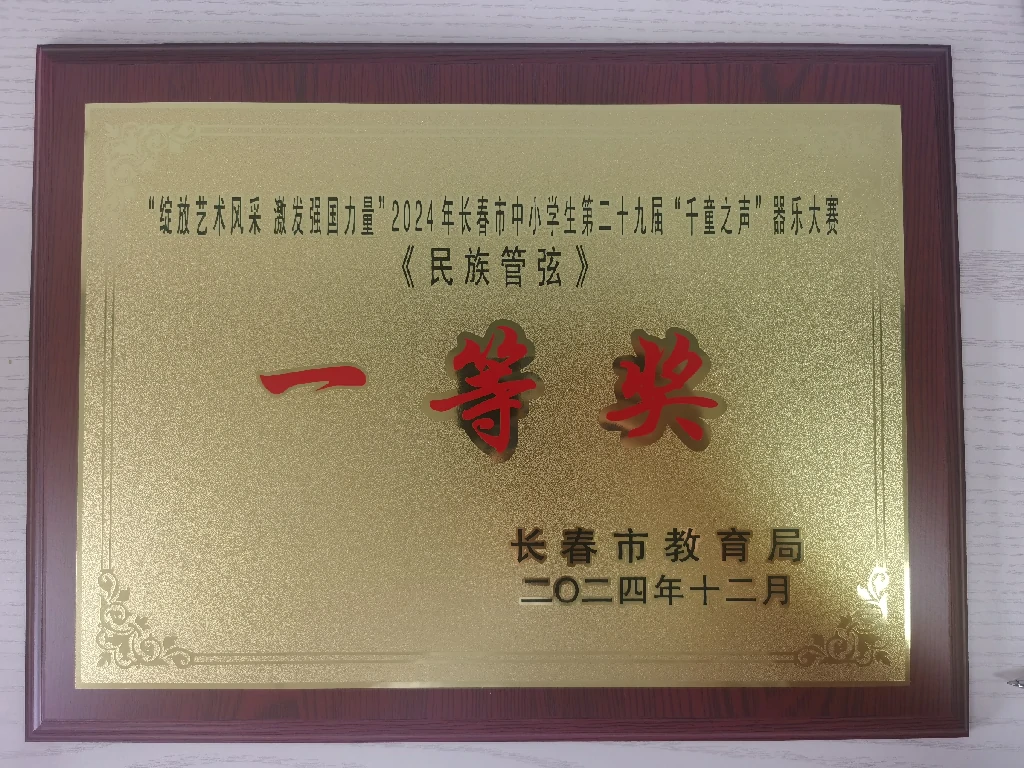 “绽放艺术风采 激发强国力量”2024年长春市中小学生第二十九届“千童之声”器乐大赛
《民族管弦》
一等奖
长春市教育局
二〇二四年十二月